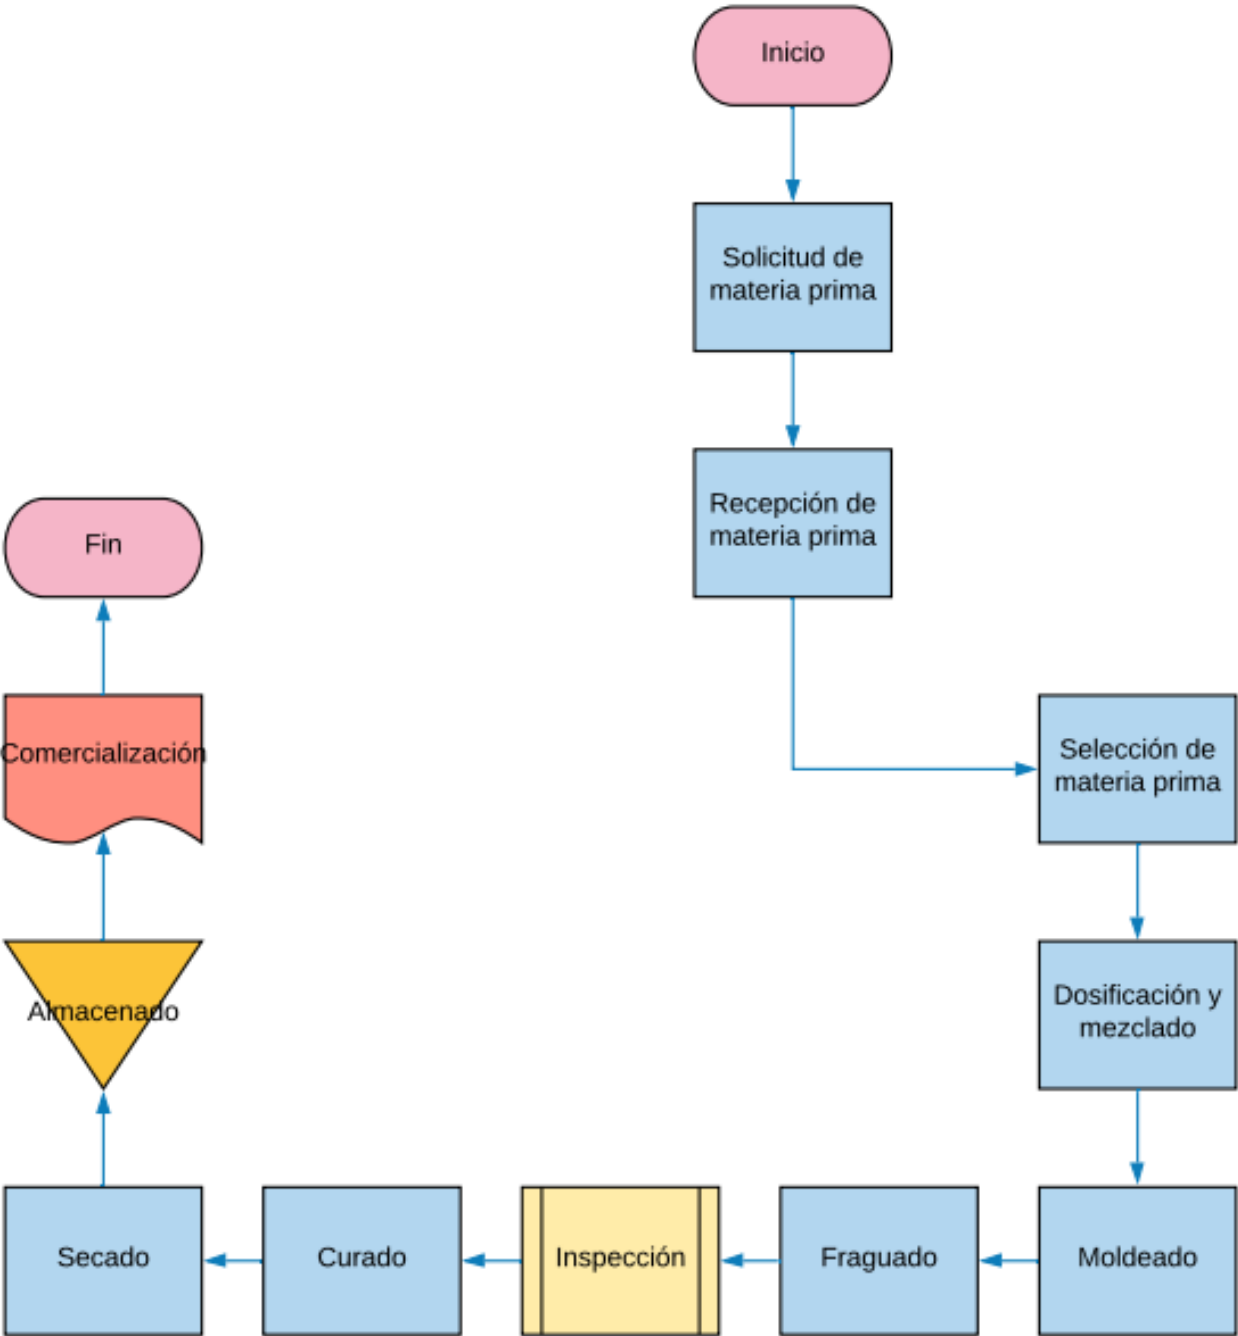 Inicio
Solicitud de
materia prima
Recepción de
materia prima
Selección de
materia prima
Dosificación y
mezclado
Moldeado
Fraguado
Inspección
Curado
Secado
Almacenado
Comercialización
Fin